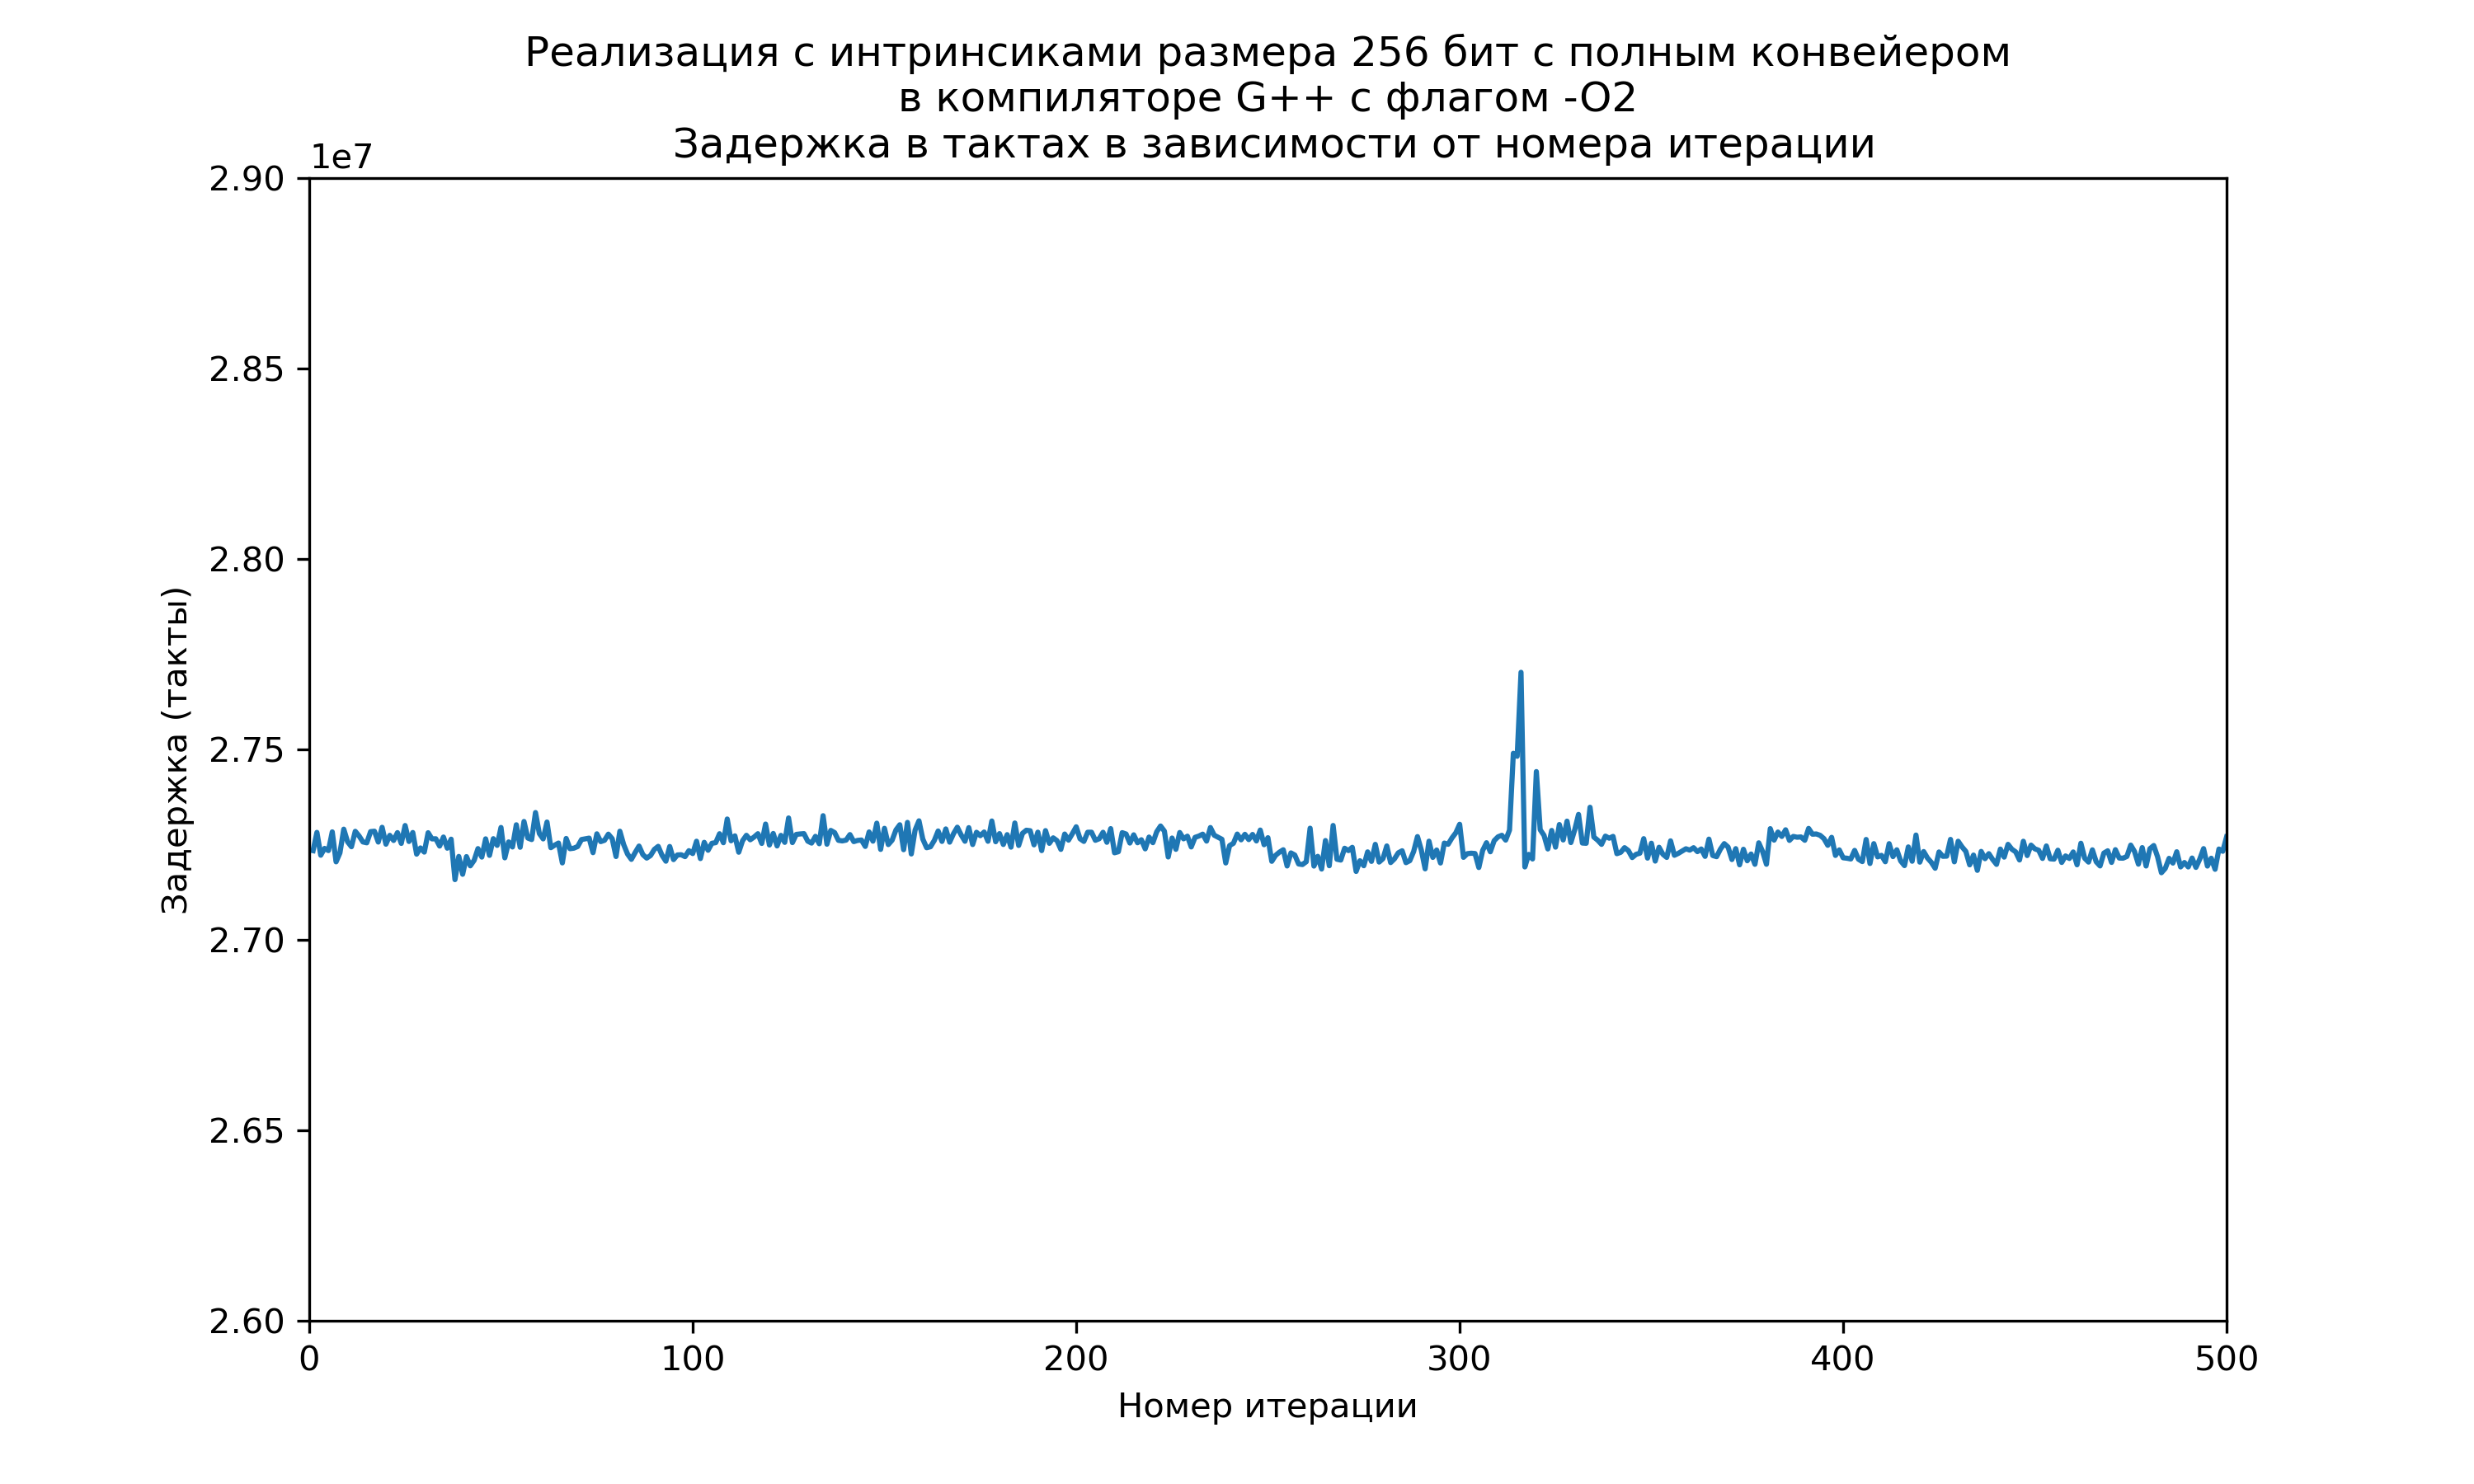 Реализация с интринсиками размера 256 бит с полным конвейером
в компиляторе G++ с флагом -O2
Задержка в тактах в зависимости от номера итерации
1e7
2.90
2.85
2.80
2.75
2.70
2.65
2.60
Задержка (такты)
0 100 200 300 400 500
Номер итерации